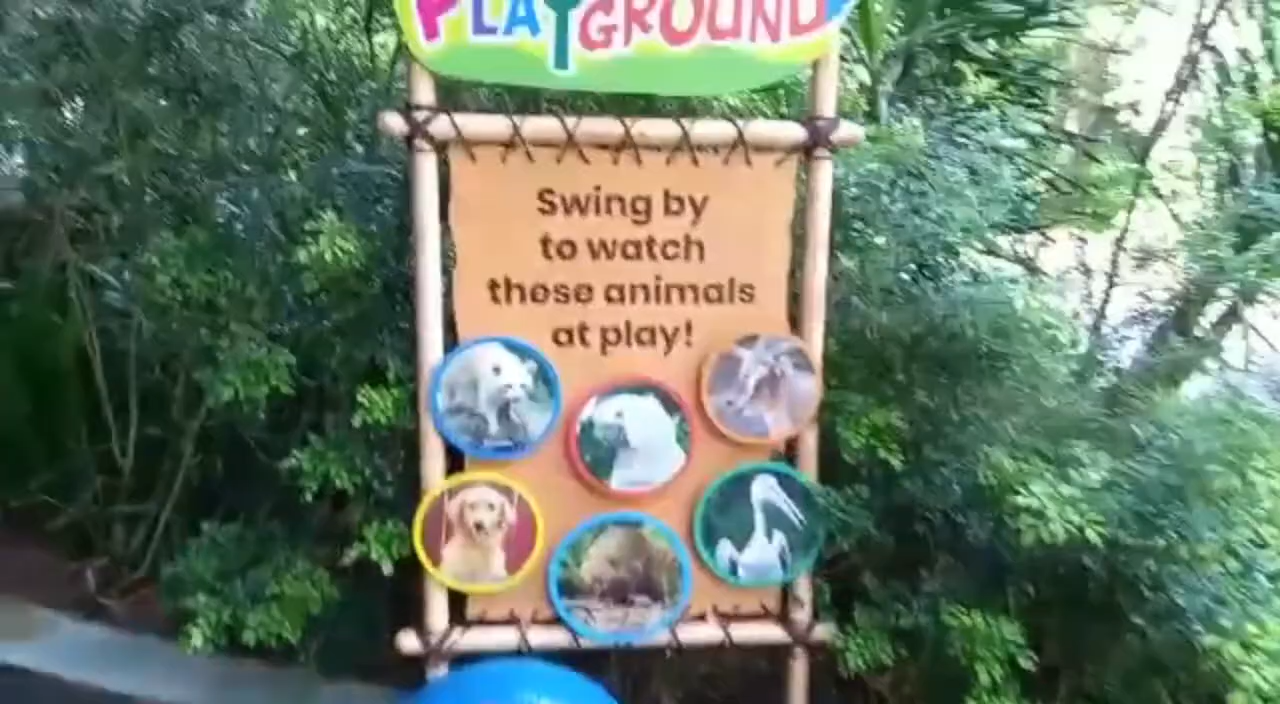 PLAYGROUND
Swing by
to watch
these animals
at play!